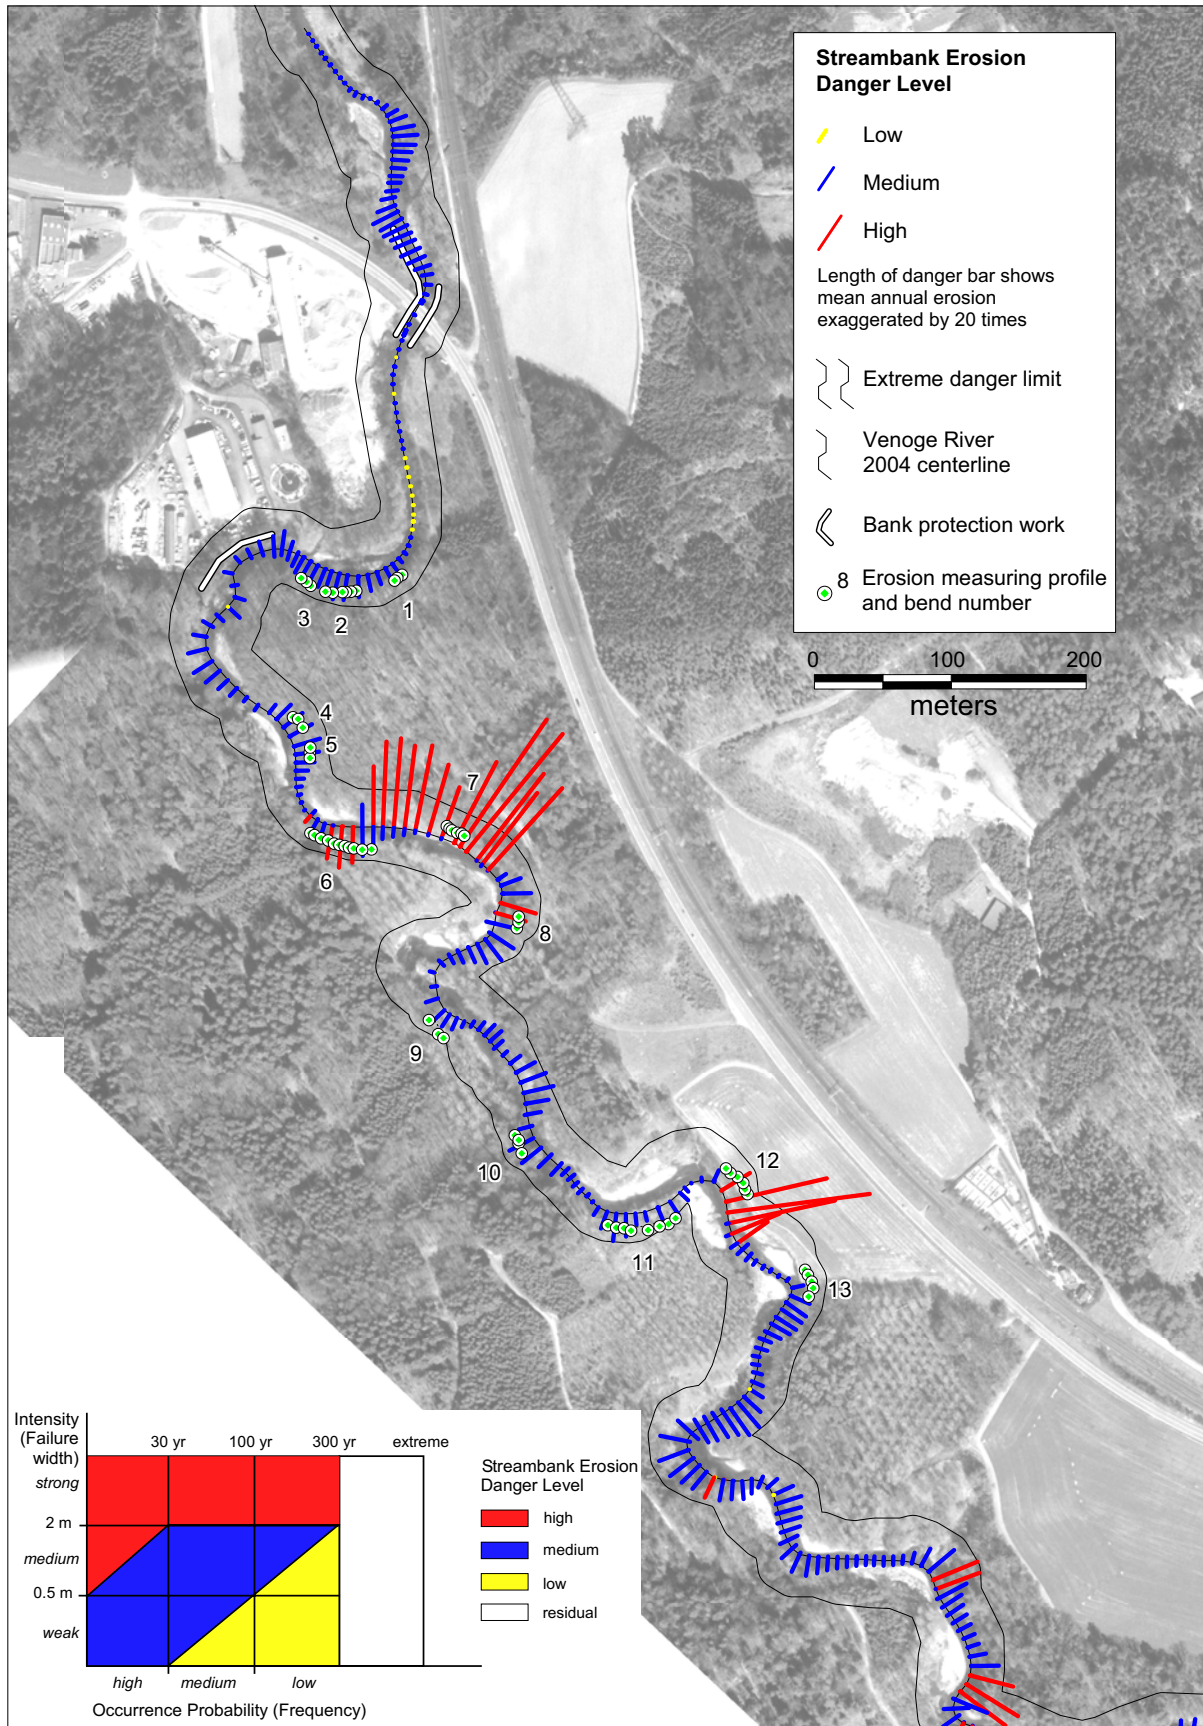 Streambank Erosion
Danger Level
Low
Medium
High
Length of danger bar shows
mean annual erosion
exaggerated by 20 times
Extreme danger limit
Venoge River
2004 centerline
Bank protection work
8 Erosion measuring profile
and bend number
0 100 200
meters
1
2
3
4
5
6
7
8
9
10
11
12
13
Intensity
(Failure
width)
30 yr 100 yr 300 yr extreme
strong
2 m
medium
0.5 m
weak
high medium low
Occurrence Probability (Frequency)
Streambank Erosion
Danger Level
high
medium
low
residual